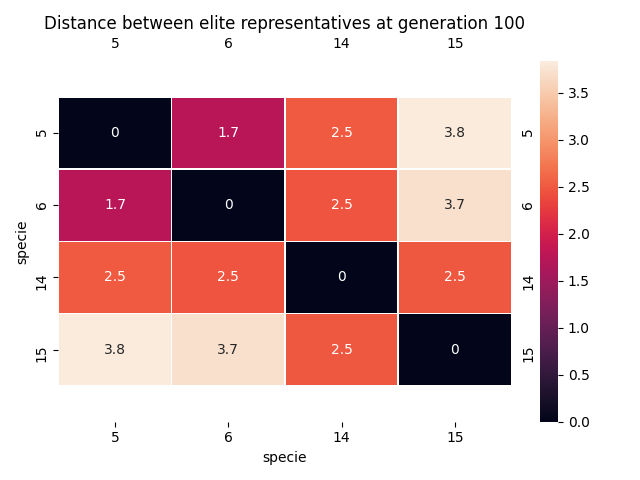 Distance between elite representatives at generation 100
5 6 14 15
5 0 1.7 2.5 3.8 5
6 1.7 0 2.5 3.7 6
14 2.5 2.5 0 2.5 14
15 3.8 3.7 2.5 0 15
specie
5 6 14 15
specie
3.5
3.0
2.5
2.0
1.5
1.0
0.5
0.0